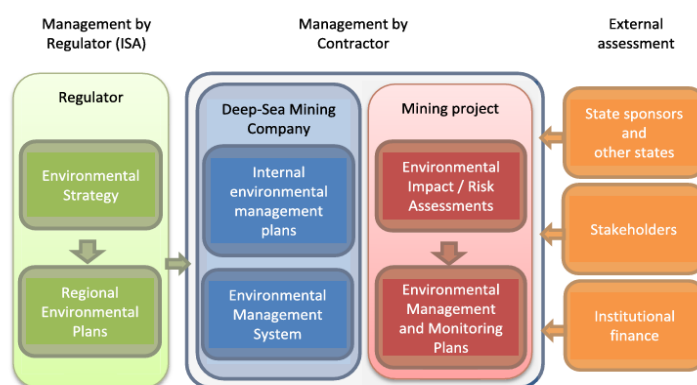 Management by
Regulator (ISA)
Management by
Contractor
External
assessment
Regulator
Environmental
Strategy
Regional
Environmental
Plans
Deep-Sea Mining
Company
Internal
environmental
management
plans
Environmental
Management
System
Mining project
Environmental
Impact / Risk
Assessments
Environmental
Management
and Monitoring
Plans
State sponsors
and
other states
Stakeholders
Institutional
finance